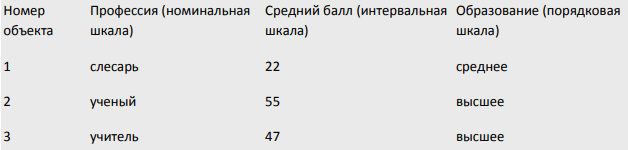 Номер объекта Профессия (номинальная шкала) Средний балл (интервальная шкала) Образование (порядковая шкала)
1 слесарь 22 среднее
2 ученый 55 высшее
3 учитель 47 высшее